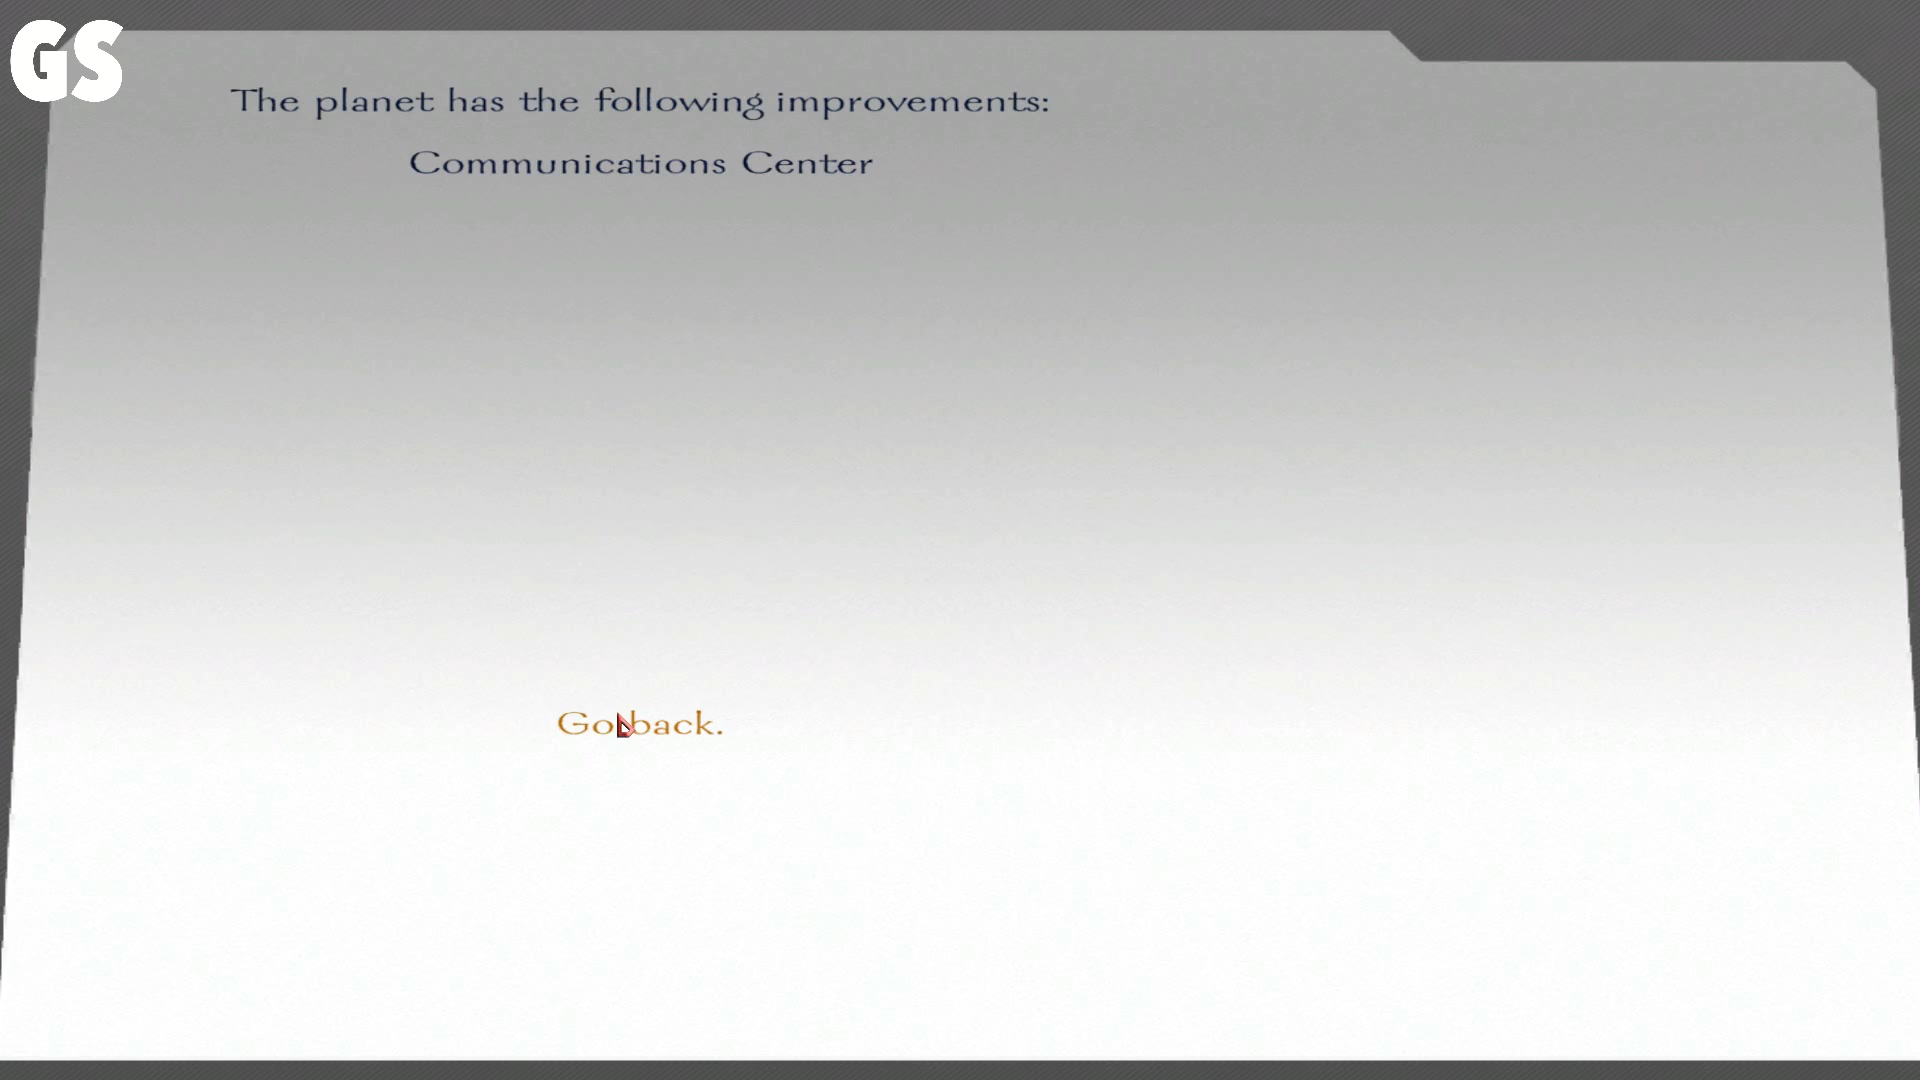 GS
The planet has the following improvements:
Communications Center
Go back.